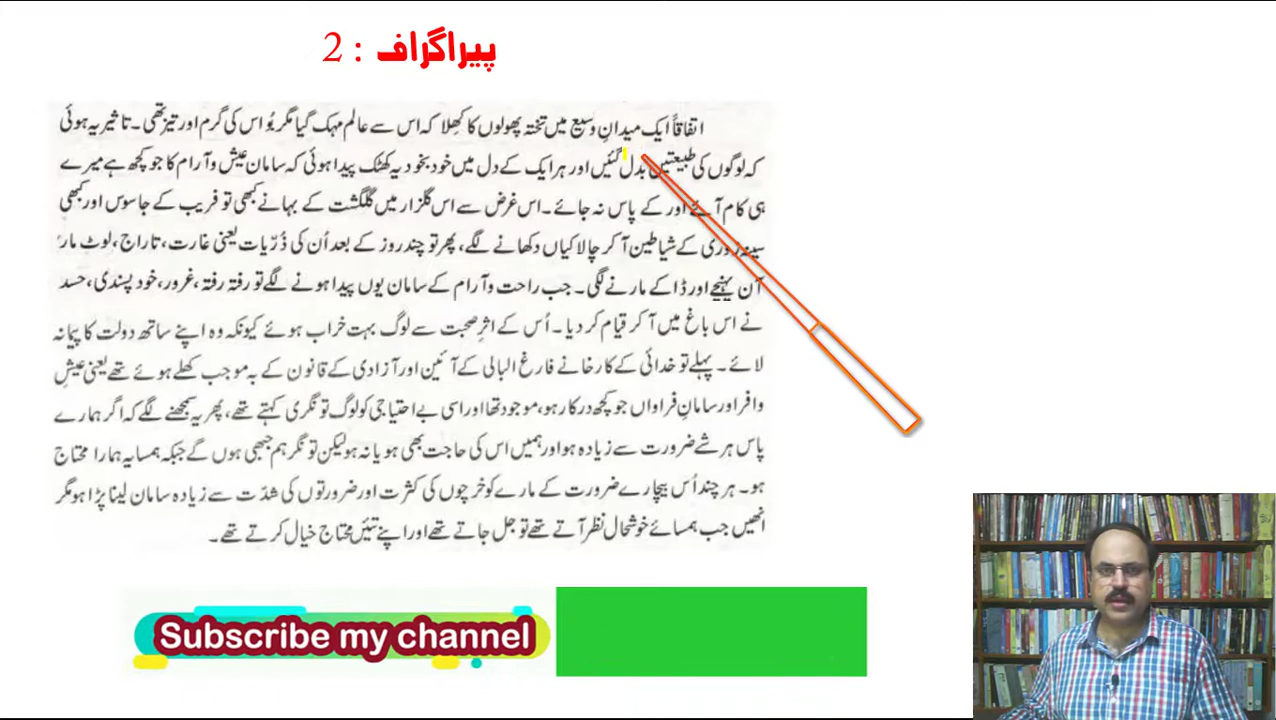 پیراگراف : 2
اتفاقاً ایک میدانِ وسیع میں تختہ پھولوں کا کھِلا کہ اس سے عالم مہک گیا مگر بُو اس کی گرم اور تیز تھی۔ تاثیر یہ ہوئی
کہ لوگوں کی طبیعتیں بدل گئیں اور ہر ایک کے دل میں خود بخود یہ کھٹک پیدا ہوئی کہ سامان عیش و آرام کا جو کچھ ہے میرے
ہی کام آئے اور کے پاس نہ جائے۔ اس غرض سے اس گلزار میں گلگشت کے بہانے کبھی تو فریب کے جاسوس اور کبھی
سینہ زوری کے شیاطین آ کر چالاکیاں دکھانے لگے، پھر تو چند روز کے بعد اُن کی ذُرّیات یعنی غارت، تاراج، لوٹ مار
آن پہنچے اور ڈاکے مارنے لگی۔ جب راحت و آرام کے سامان یوں پیدا ہونے لگے تو رفتہ رفتہ، غرور، خود پسندی، حسد
نے اس باغ میں آ کر قیام کر دیا۔ اُس کے اثرِ صحبت سے لوگ بہت خراب ہوئے کیونکہ وہ اپنے ساتھ دولت کا پیمانہ
لائے۔ پہلے تو خدائی کے کارخانے فارغ البالی کے آئین اور آزادی کے قانون کے بہ موجب کھلے ہوئے تھے یعنی عیشِ
وافر اور سامانِ فراواں جو کچھ درکار ہو، موجود تھا اور اسی بے احتیاجی کو لوگ تونگری کہتے تھے، پھر یہ سمجھنے لگے کہ اگر ہمارے
پاس ہر شے ضرورت سے زیادہ ہو اور ہمیں اس کی حاجت بھی ہو یا نہ ہو لیکن تونگر ہم جبھی ہوں گے جبکہ ہمسایہ ہمارا محتاج
ہو۔ ہر چند اُس بیچارے ضرورت کے مارے کو خرچوں کی کثرت اور ضرورتوں کی شدّت سے زیادہ سامان لینا پڑا ہو مگر
انھیں جب ہمسائے خوشحال نظر آتے تھے تو جل جاتے تھے اور اپنے تئیں محتاج خیال کرتے تھے۔
Subscribe my channel